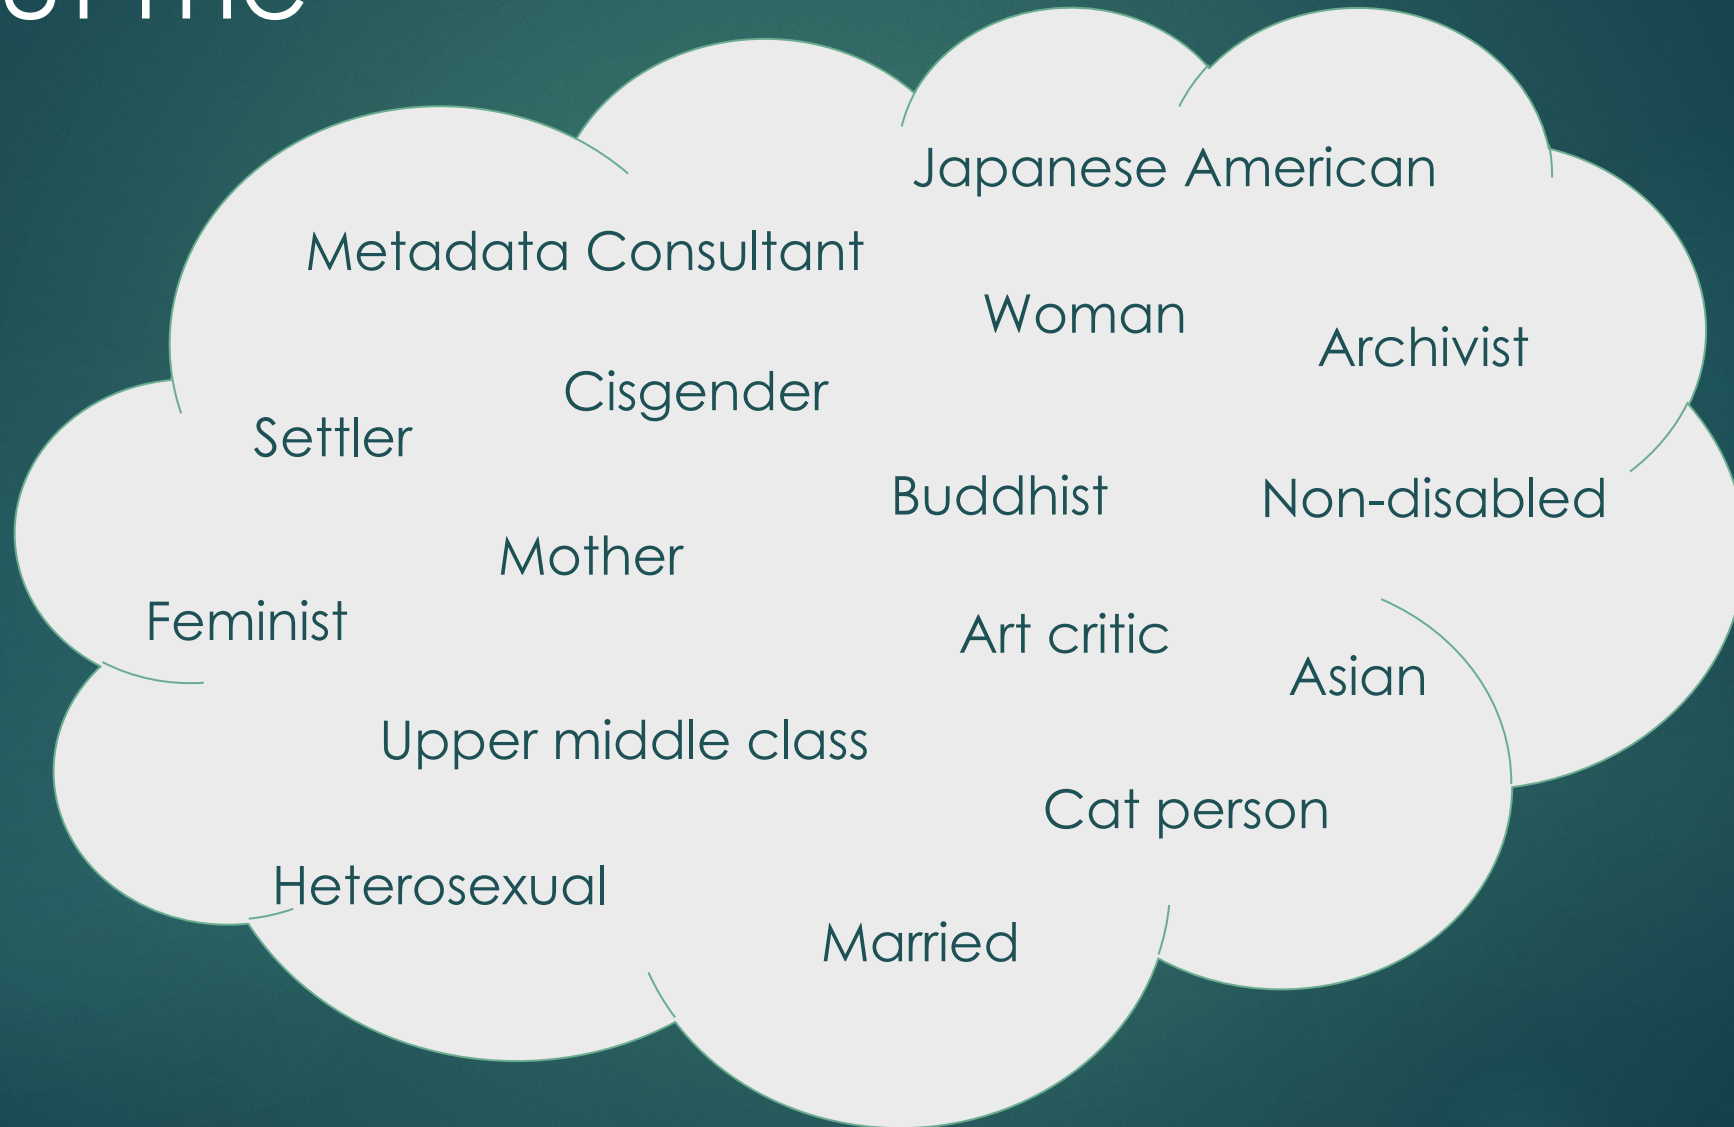 Japanese American
Metadata Consultant
Woman
Archivist
Cisgender
Settler
Buddhist
Non-disabled
Mother
Feminist
Art critic
Asian
Upper middle class
Cat person
Heterosexual
Married